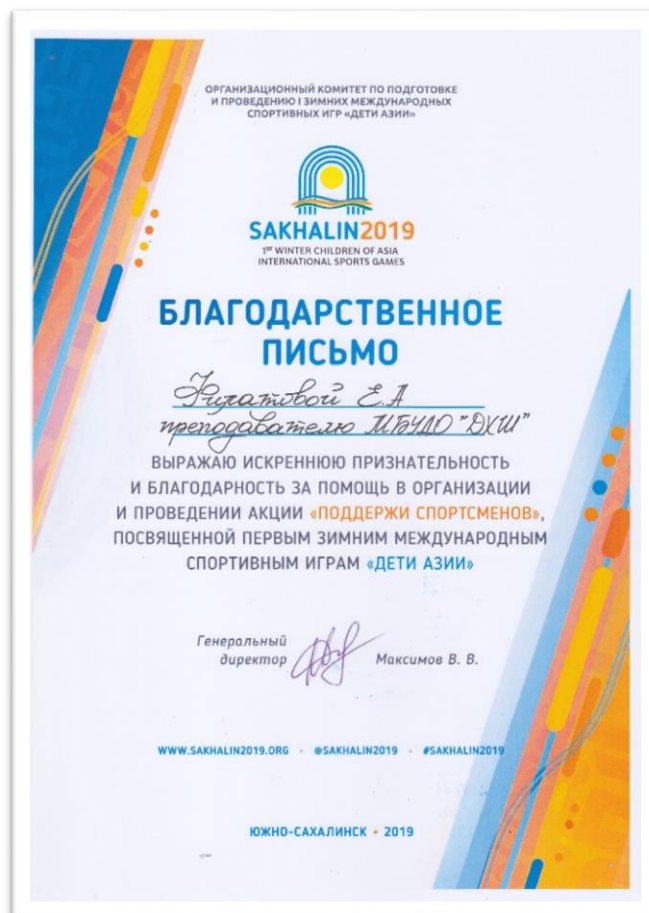 ОРГАНИЗАЦИОННЫЙ КОМИТЕТ ПО ПОДГОТОВКЕ
И ПРОВЕДЕНИЮ I ЗИМНИХ МЕЖДУНАРОДНЫХ
СПОРТИВНЫХ ИГР «ДЕТИ АЗИИ»
SAKHALIN2019
1ST WINTER CHILDREN OF ASIA
INTERNATIONAL SPORTS GAMES
БЛАГОДАРСТВЕННОЕ
ПИСЬМО
Филатовой Е.А
преподавателю МБУДО "ДХШ"
ВЫРАЖАЮ ИСКРЕННЮЮ ПРИЗНАТЕЛЬНОСТЬ
И БЛАГОДАРНОСТЬ ЗА ПОМОЩЬ В ОРГАНИЗАЦИИ
И ПРОВЕДЕНИИ АКЦИИ «ПОДДЕРЖИ СПОРТСМЕНОВ»,
ПОСВЯЩЕННОЙ ПЕРВЫМ ЗИМНИМ МЕЖДУНАРОДНЫМ
СПОРТИВНЫМ ИГРАМ «ДЕТИ АЗИИ»
Генеральный
директор Максимов В. В.
WWW.SAKHALIN2019.ORG · @SAKHALIN2019 · #SAKHALIN2019
ЮЖНО-САХАЛИНСК • 2019